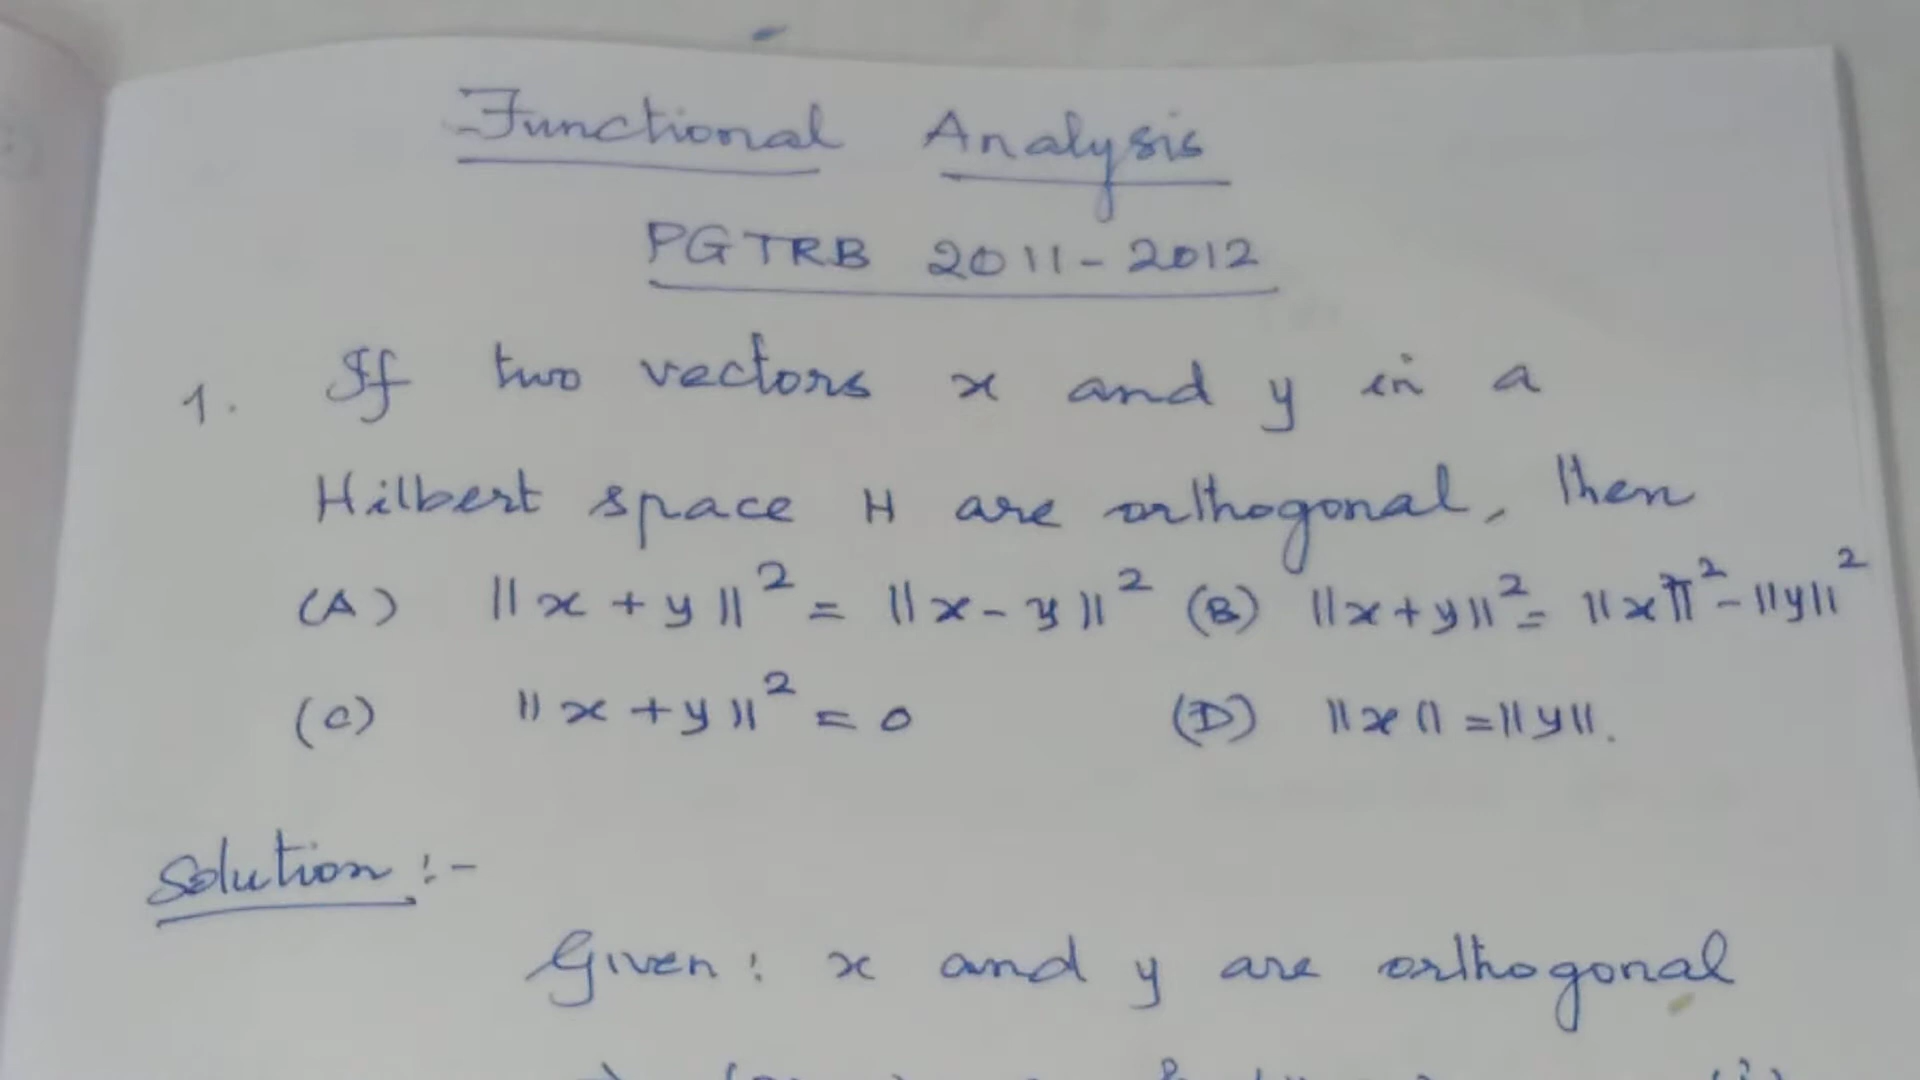 Functional Analysis
PGTRB 2011-2012
1. If two vectors x and y in a
Hilbert space H are orthogonal, then
(A) ||x + y||² = ||x - y||² (B) ||x + y||² = ||x||² - ||y||²
(C) ||x + y||² = 0 (D) ||x|| = ||y||.
Solution :-
Given : x and y are orthogonal